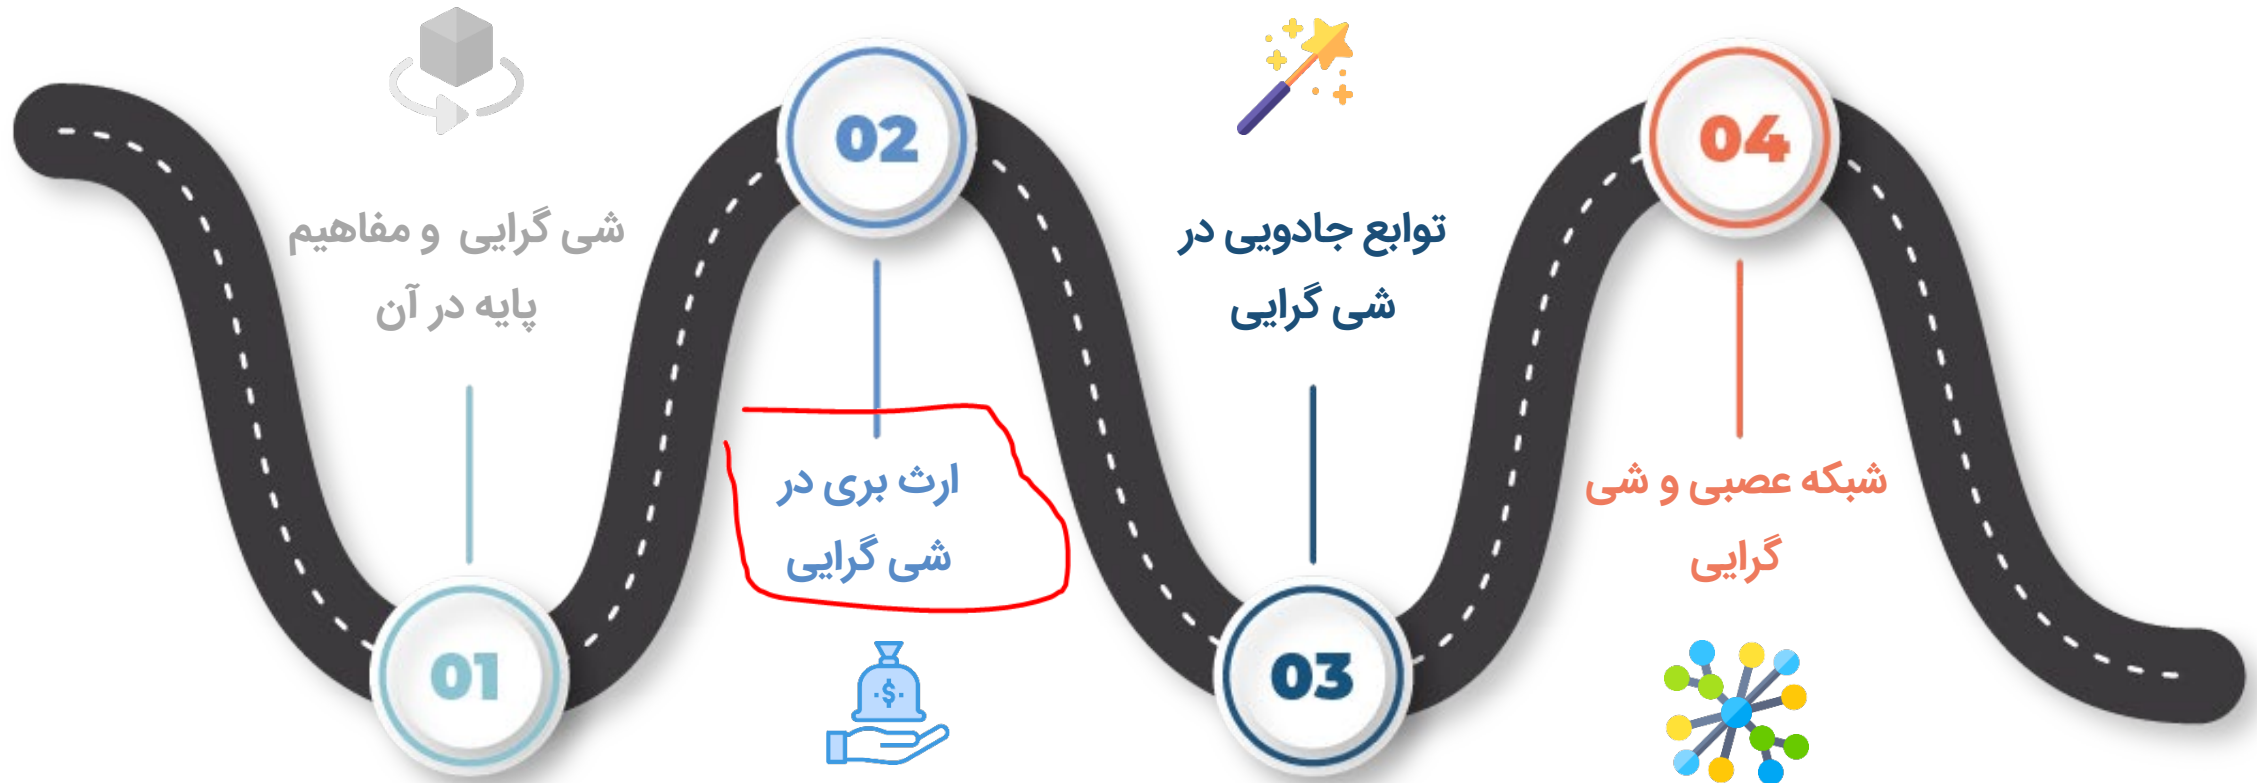 01
شی گرایی و مفاهیم
پایه در آن
02
ارث بری در
شی گرایی
$
03
توابع جادویی در
شی گرایی
04
شبکه عصبی و شی
گرایی